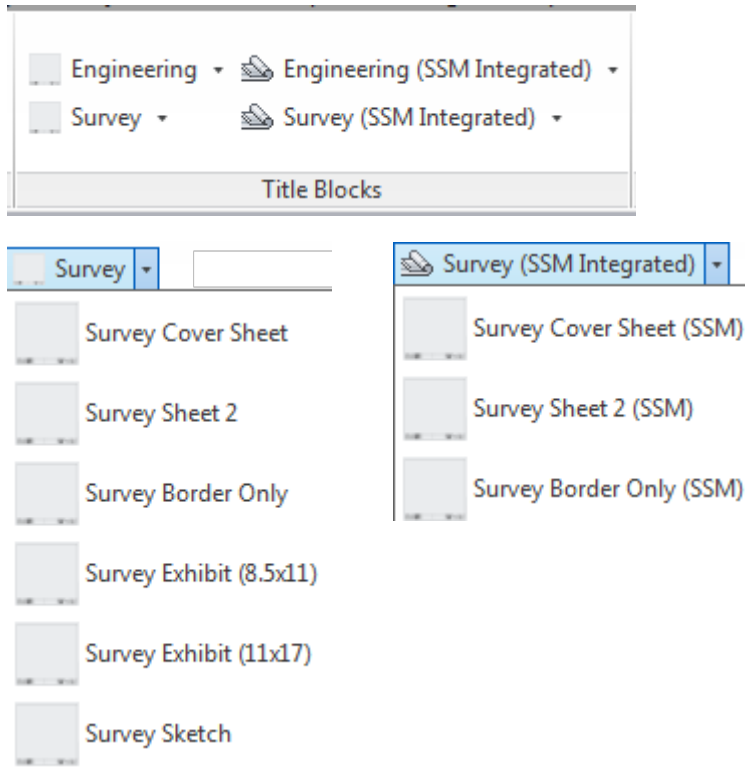 Engineering
Engineering (SSM Integrated)
Survey
Survey (SSM Integrated)
Title Blocks
Survey
Survey Cover Sheet
Survey Sheet 2
Survey Border Only
Survey Exhibit (8.5x11)
Survey Exhibit (11x17)
Survey Sketch
Survey (SSM Integrated)
Survey Cover Sheet (SSM)
Survey Sheet 2 (SSM)
Survey Border Only (SSM)